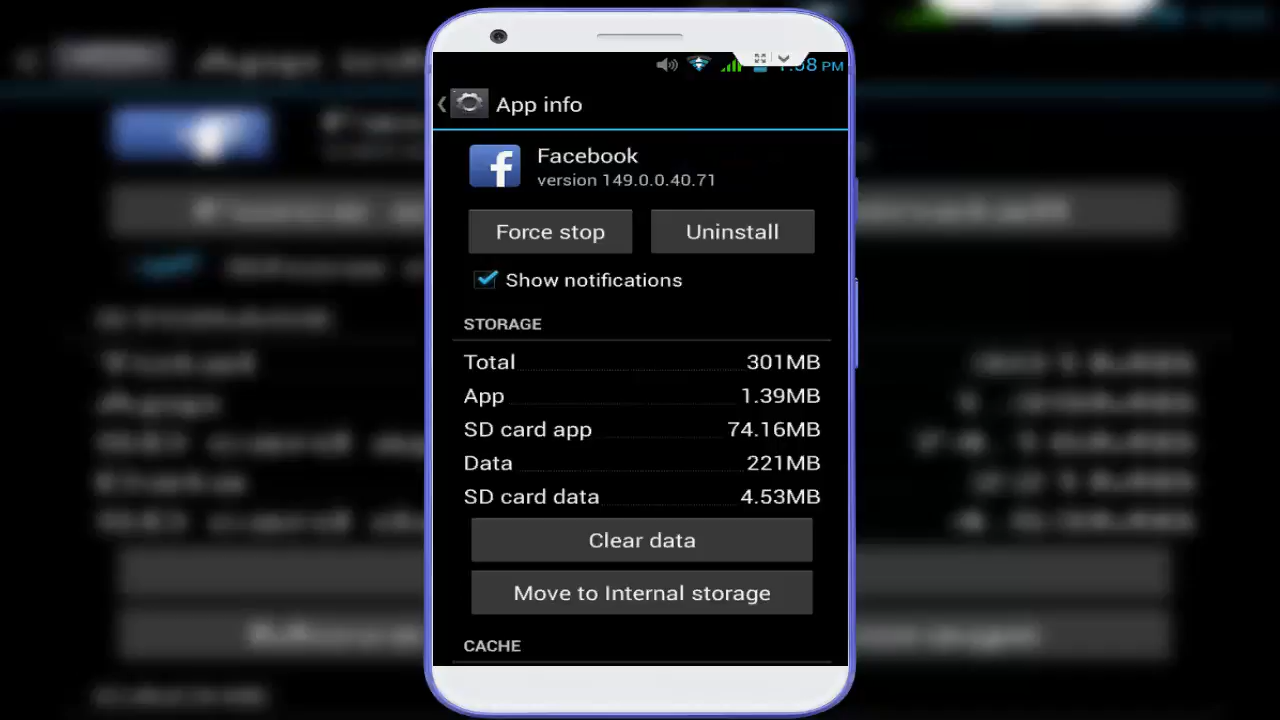 App info
Facebook
version 149.0.0.40.71
Force stop
Uninstall
Show notifications
STORAGE
Total 301MB
App 1.39MB
SD card app 74.16MB
Data 221MB
SD card data 4.53MB
Clear data
Move to Internal storage
CACHE